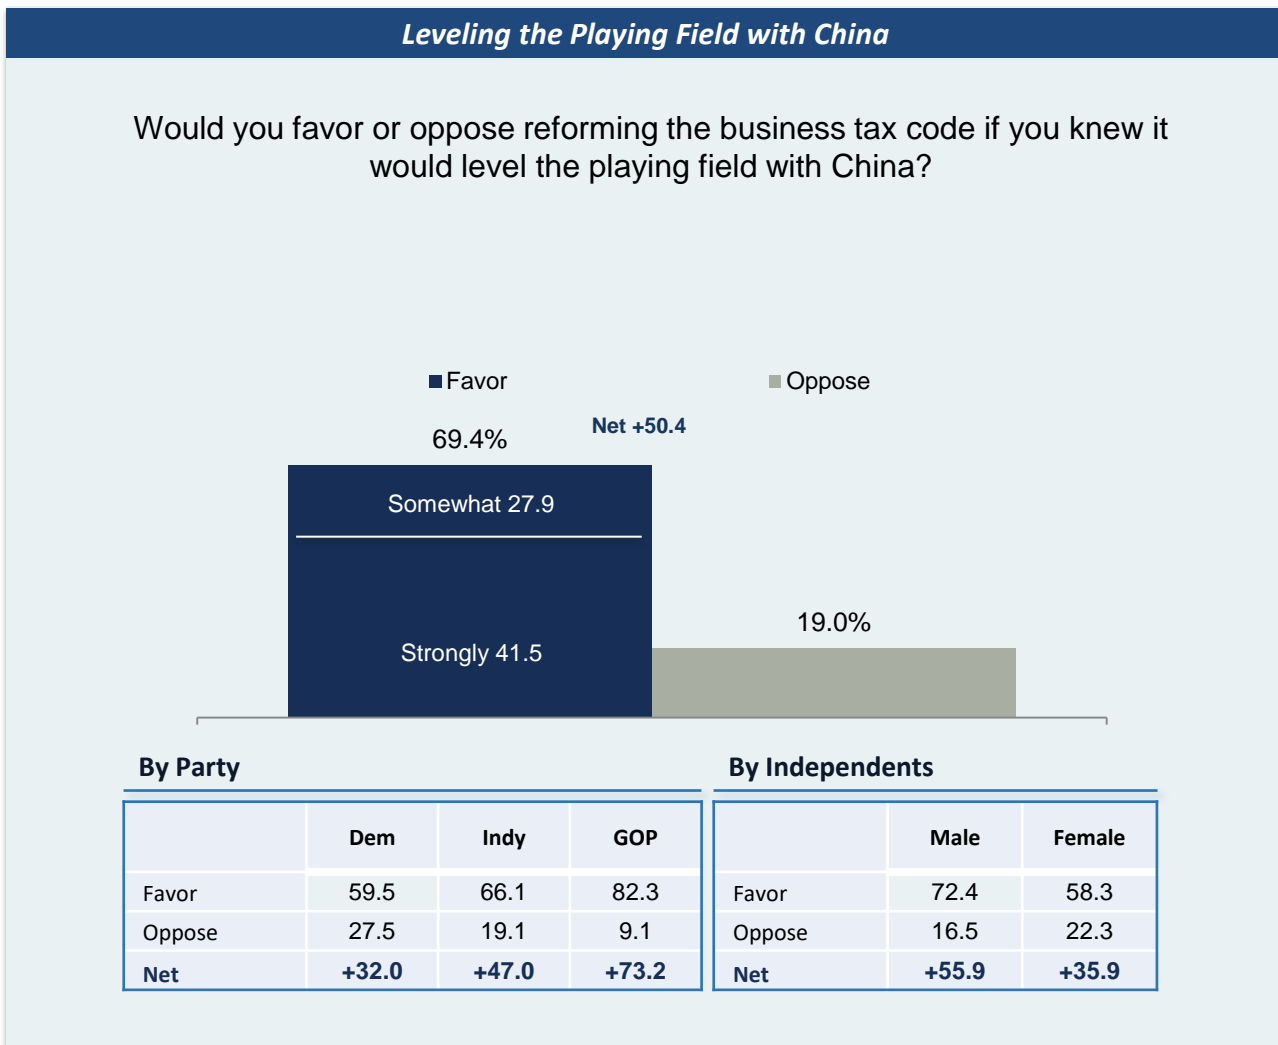 Leveling the Playing Field with China
Would you favor or oppose reforming the business tax code if you knew it
would level the playing field with China?
Favor
Oppose
Net +50.4
69.4%
Somewhat 27.9
Strongly 41.5
19.0%
By Party
Dem Indy GOP
Favor 59.5 66.1 82.3
Oppose 27.5 19.1 9.1
Net +32.0 +47.0 +73.2
By Independents
Male Female
Favor 72.4 58.3
Oppose 16.5 22.3
Net +55.9 +35.9